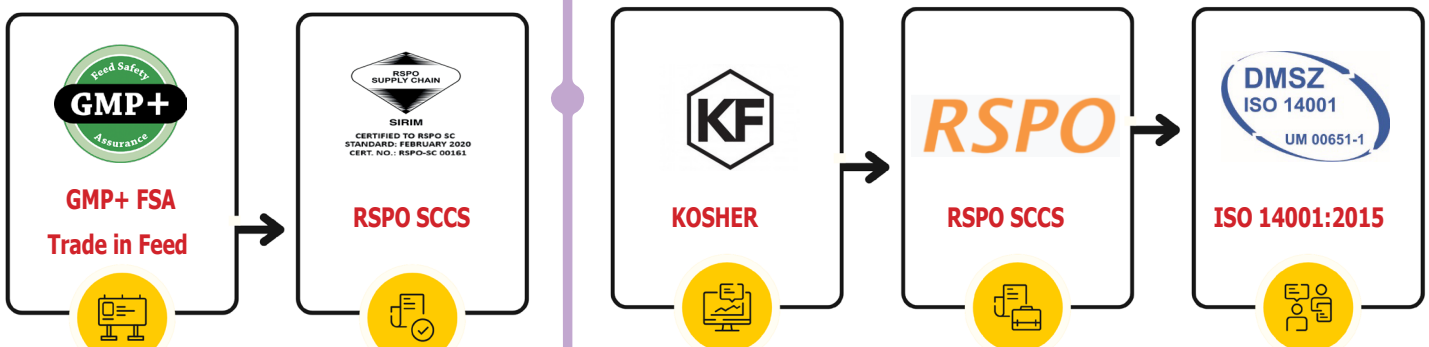 Feed Safety
GMP+
Assurance
GMP+ FSA
Trade in Feed
RSPO
SUPPLY CHAIN
SIRIM
CERTIFIED TO RSPO SC
STANDARD: FEBRUARY 2020
CERT. NO.: RSPO-SC 00161
RSPO SCCS
KF
KOSHER
RSPO
RSPO SCCS
DMSZ
ISO 14001
UM 00651-1
ISO 14001:2015